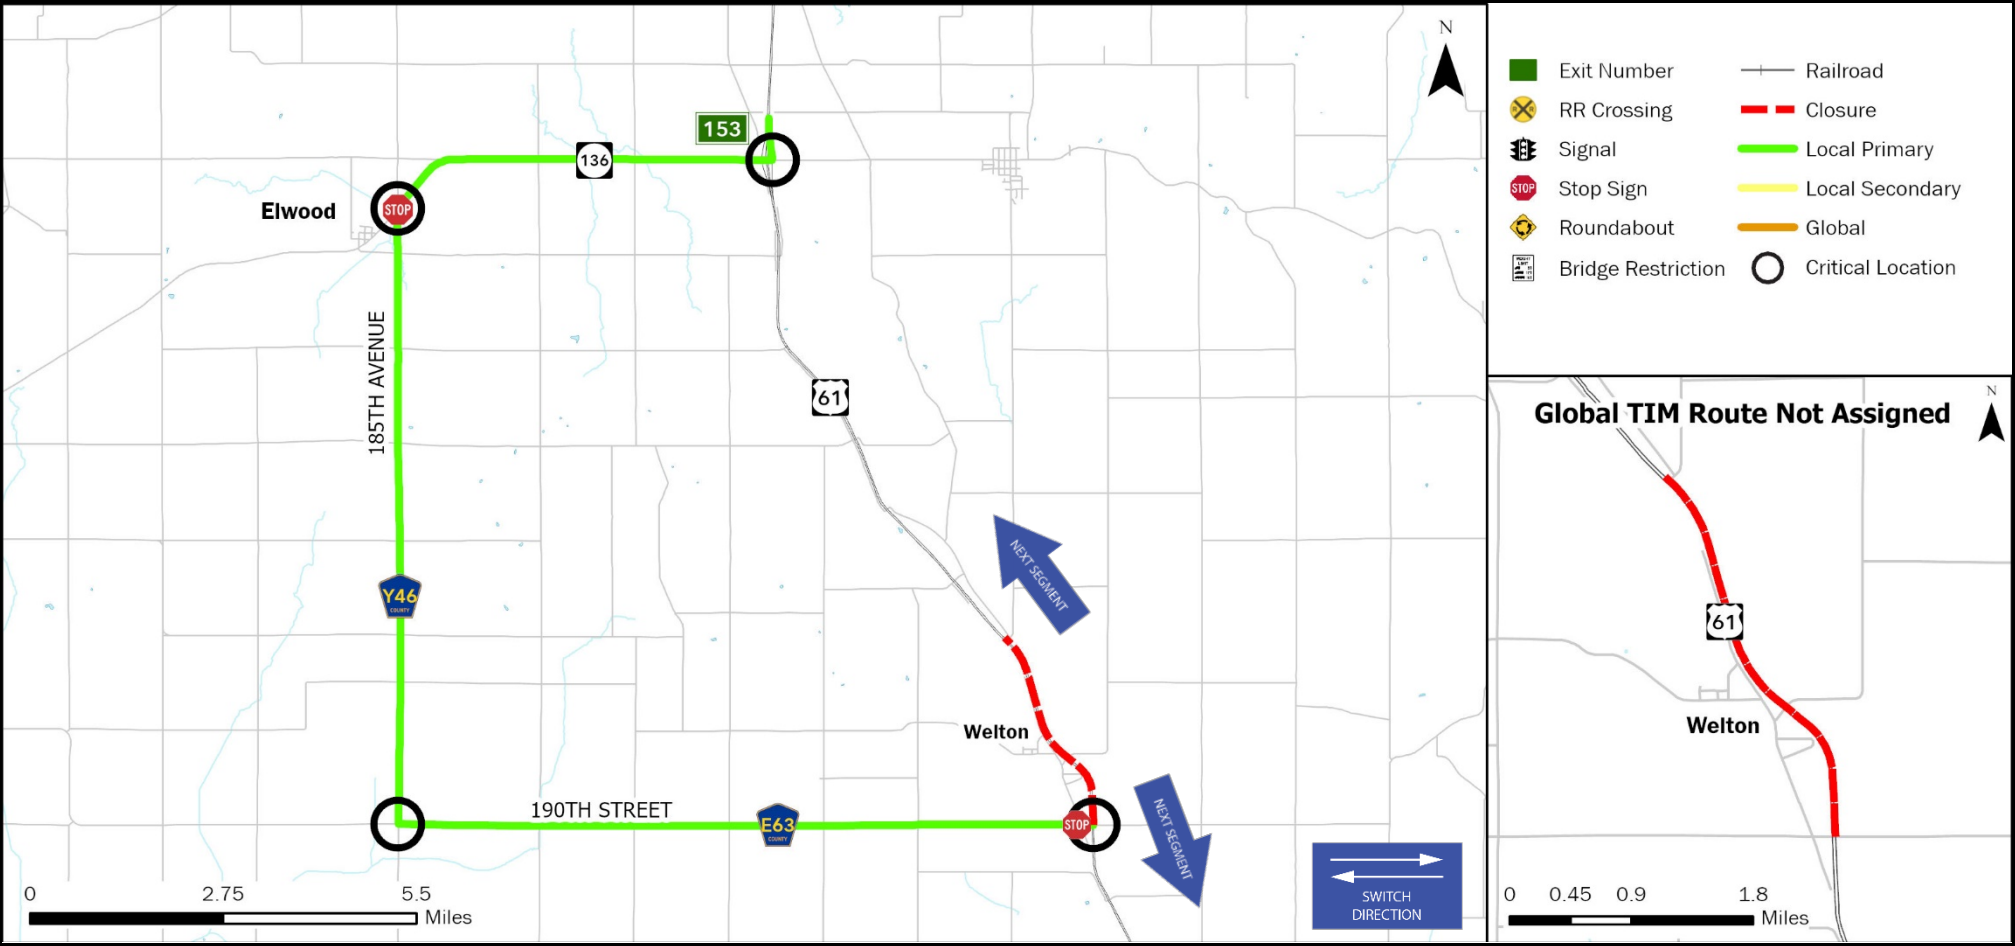 N
153
136
Elwood
STOP
185TH AVENUE
61
NEXT SEGMENT
Y46
COUNTY
Welton
190TH STREET
E63
COUNTY
STOP
NEXT SEGMENT
0 2.75 5.5
Miles
SWITCH
DIRECTION
Exit Number
RR Crossing
Signal
STOP
Stop Sign
Roundabout
Bridge Restriction
Railroad
Closure
Local Primary
Local Secondary
Global
Critical Location
N
Global TIM Route Not Assigned
61
Welton
0 0.45 0.9 1.8
Miles